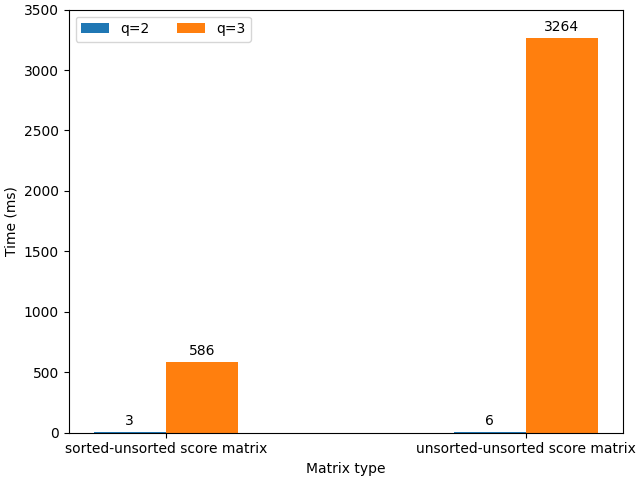 3500
3000
2500
2000
1500
1000
500
0
Time (ms)
q=2 q=3
3264
586
3
6
sorted-unsorted score matrix
unsorted-unsorted score matrix
Matrix type